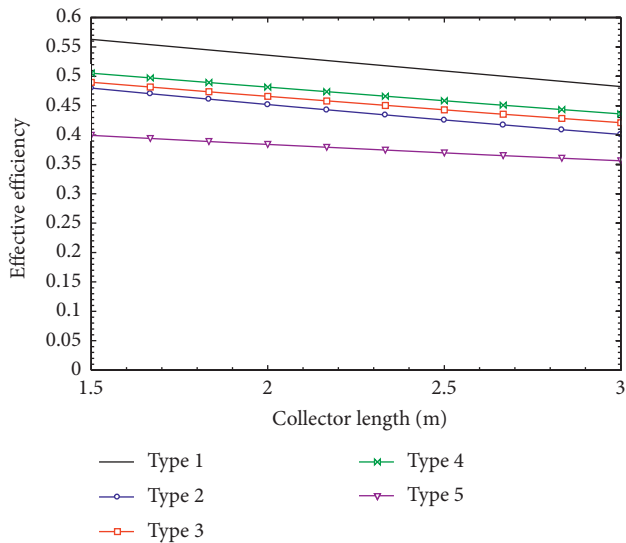 0.6
0.55
0.5
0.45
0.4
0.35
0.3
0.25
0.2
0.15
0.1
0.05
0
Effective efficiency
1.5 2 2.5 3
Collector length (m)
Type 1 Type 4
Type 2 Type 5
Type 3